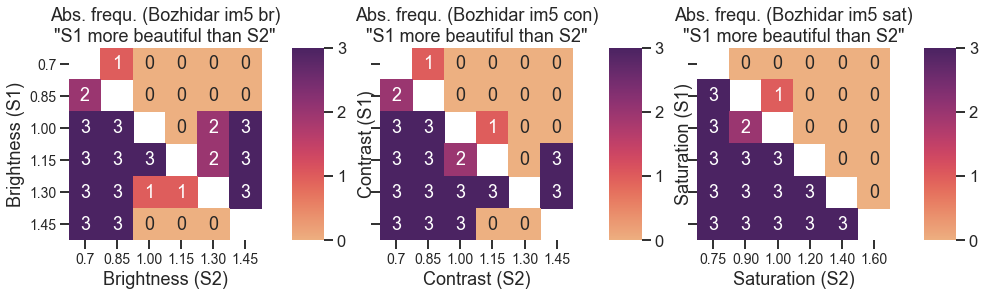 Abs. frequ. (Bozhidar im5 br)
"S1 more beautiful than S2"
Brightness (S1)
0.7 1 0 0 0 0
0.85 2 0 0 0 0
1.00 3 3 0 2 3
1.15 3 3 3 2 3
1.30 3 3 1 1 3
1.45 3 3 0 0 0
0.7 0.85 1.00 1.15 1.30 1.45
Brightness (S2)
3
2
1
0
Abs. frequ. (Bozhidar im5 con)
"S1 more beautiful than S2"
Contrast (S1)
1 0 0 0 0
2 0 0 0 0
3 3 1 0 0
3 3 2 0 3
3 3 3 3 3
3 3 3 0 0
0.7 0.85 1.00 1.15 1.30 1.45
Contrast (S2)
3
2
1
0
Abs. frequ. (Bozhidar im5 sat)
"S1 more beautiful than S2"
Saturation (S1)
0 0 0 0 0
3 1 0 0 0
3 2 0 0 0
3 3 3 0 0
3 3 3 3 0
3 3 3 3 3
0.75 0.90 1.00 1.20 1.40 1.60
Saturation (S2)
3
2
1
0